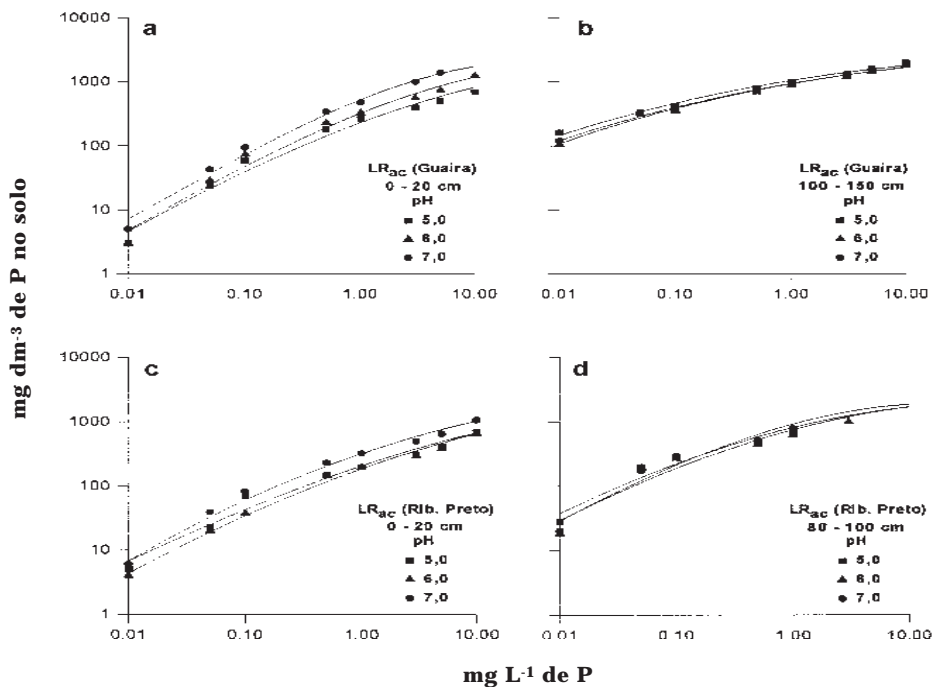 mg dm-3 de P no solo
a
10000
1000
100
10
1
0.01 0.10 1.00 10.00
LRac (Guaira)
0 - 20 cm
pH
5,0
6,0
7,0
b
0.01 0.10 1.00 10.00
LRac (Guaira)
100 - 150 cm
pH
5,0
6,0
7,0
c
10000
1000
100
10
1
0.01 0.10 1.00 10.00
LRac (RIb. Preto)
0 - 20 cm
pH
5,0
6,0
7,0
d
0.01 0.10 1.00 10.00
LRac (RIb. Preto)
80 - 100 cm
pH
5,0
6,0
7,0
mg L-1 de P